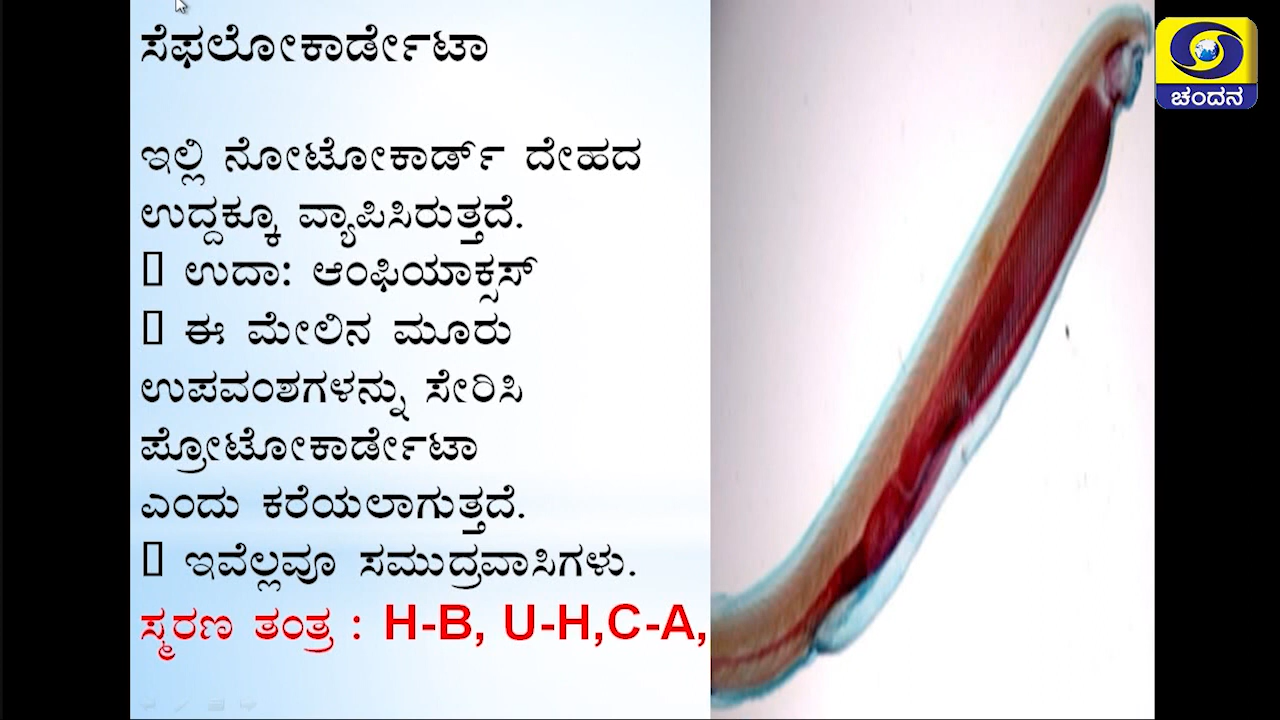 ಸೆಫಲೋಕಾರ್ಡೇಟಾ
ಇಲ್ಲಿ ನೋಟೋಕಾರ್ಡ್ ದೇಹದ
ಉದ್ದಕ್ಕೂ ವ್ಯಾಪಿಸಿರುತ್ತದೆ.
ಉದಾ: ಆಂಫಿಯಾಕ್ಸಸ್
ಈ ಮೇಲಿನ ಮೂರು
ಉಪವಂಶಗಳನ್ನು ಸೇರಿಸಿ
ಪ್ರೋಟೋಕಾರ್ಡೇಟಾ
ಎಂದು ಕರೆಯಲಾಗುತ್ತದೆ.
ಇವೆಲ್ಲವೂ ಸಮುದ್ರವಾಸಿಗಳು.
ಸ್ಮರಣ ತಂತ್ರ : H-B, U-H,C-A,
ಚಂದನ